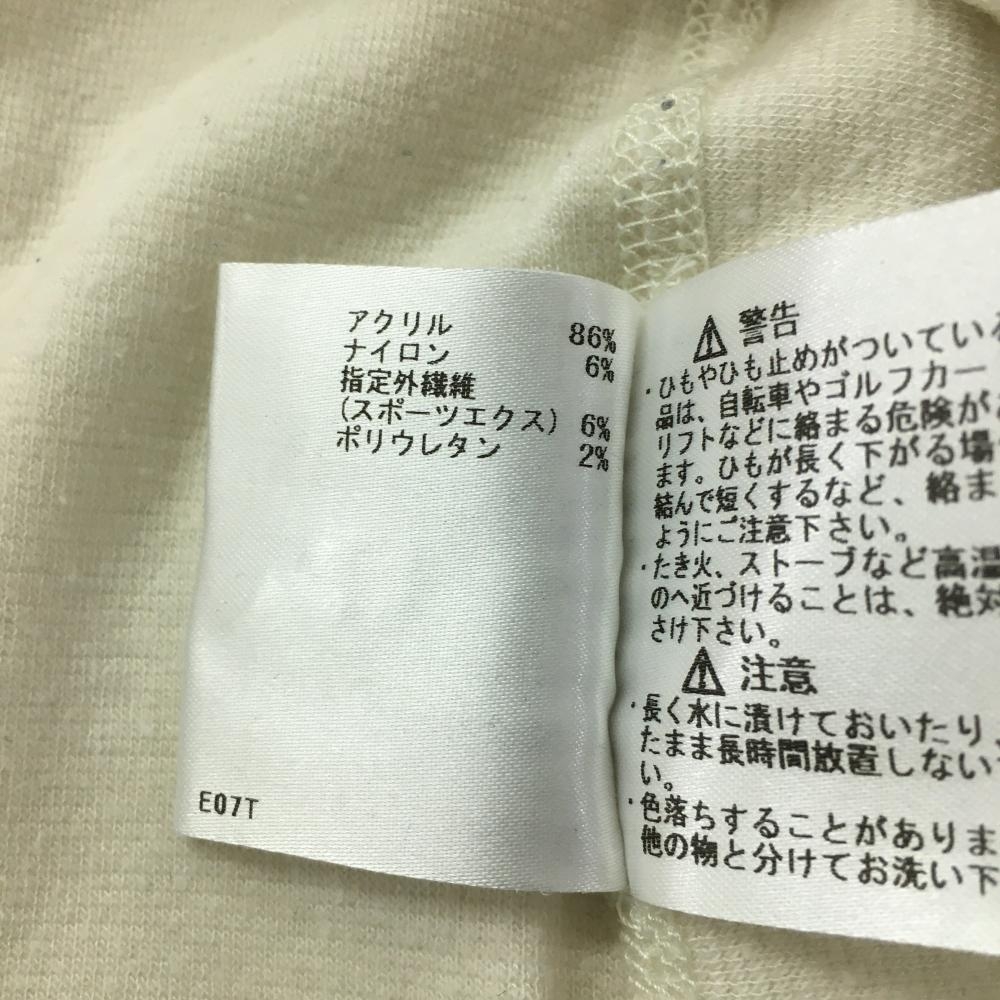 アクリル 86%
ナイロン 6%
指定外繊維
(スポーツエクス) 6%
ポリウレタン 2%
E07T
警告
・ひもやひも止めがついている
品は、自転車やゴルフカー
リフトなどに絡まる危険が
ます。ひもが長く下がる場
結んで短くするなど、絡ま
ようにご注意下さい。
・たき火、ストーブなど高温
のへ近づけることは、絶対
さけ下さい。
注意
・長く水に漬けておいたり、
たまま長時間放置しない
い。
・色落ちすることがありま
他の物と分けてお洗い下